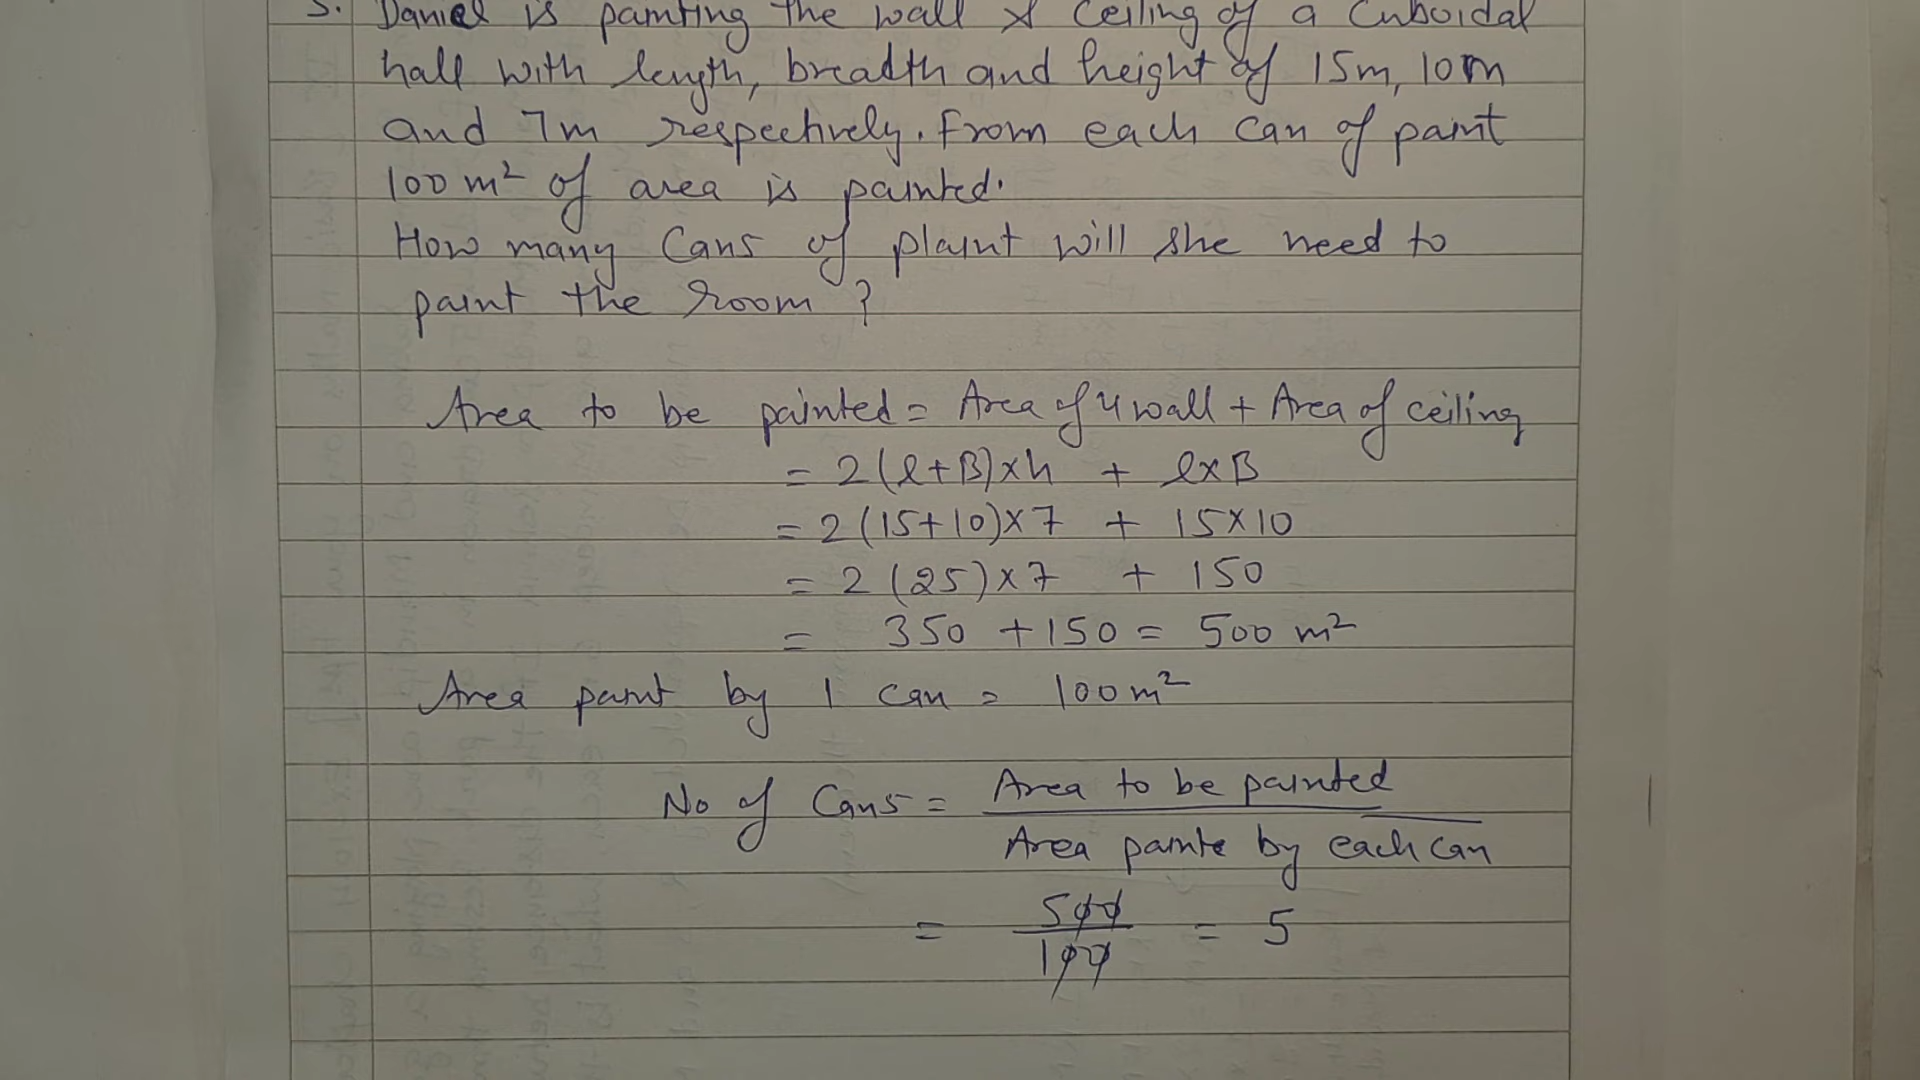 5. Daniel is painting the wall & Ceiling of a Cuboidal
hall with length, breadth and height of 15m, 10m
and 7m respectively. From each can of paint
100 m² of area is painted.
How many Cans of plaint will she need to
paint the room?
Area to be painted = Area of 4 wall + Area of ceiling
= 2(l+B)×h + l×B
= 2(15+10)×7 + 15×10
= 2(25)×7 + 150
= 350 + 150 = 500 m²
Area paint by 1 can = 100 m²
No of Cans = Area to be painted
Area painte by each can
= 500/100 = 5